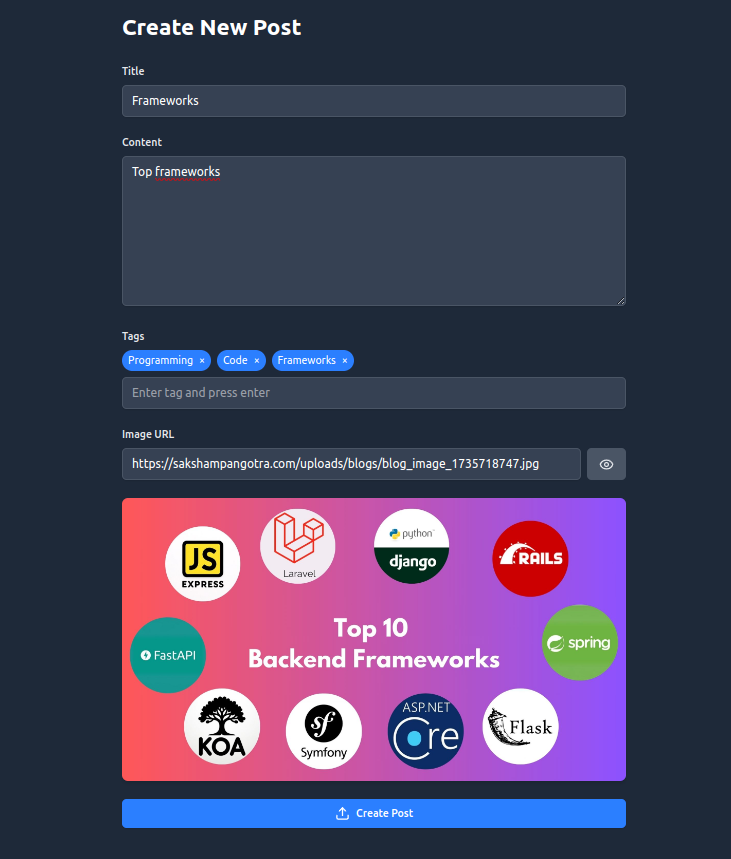 Create New Post
Title
Frameworks
Content
Top frameworks
Tags
Programming × Code × Frameworks ×
Enter tag and press enter
Image URL
https://sakshampangotra.com/uploads/blogs/blog_image_1735718747.jpg
JS
EXPRESS
Laravel
python
django
RAILS
Top 10
Backend Frameworks
FastAPI
spring
KOA
sf
Symfony
ASP.NET
Core
Flask
Create Post